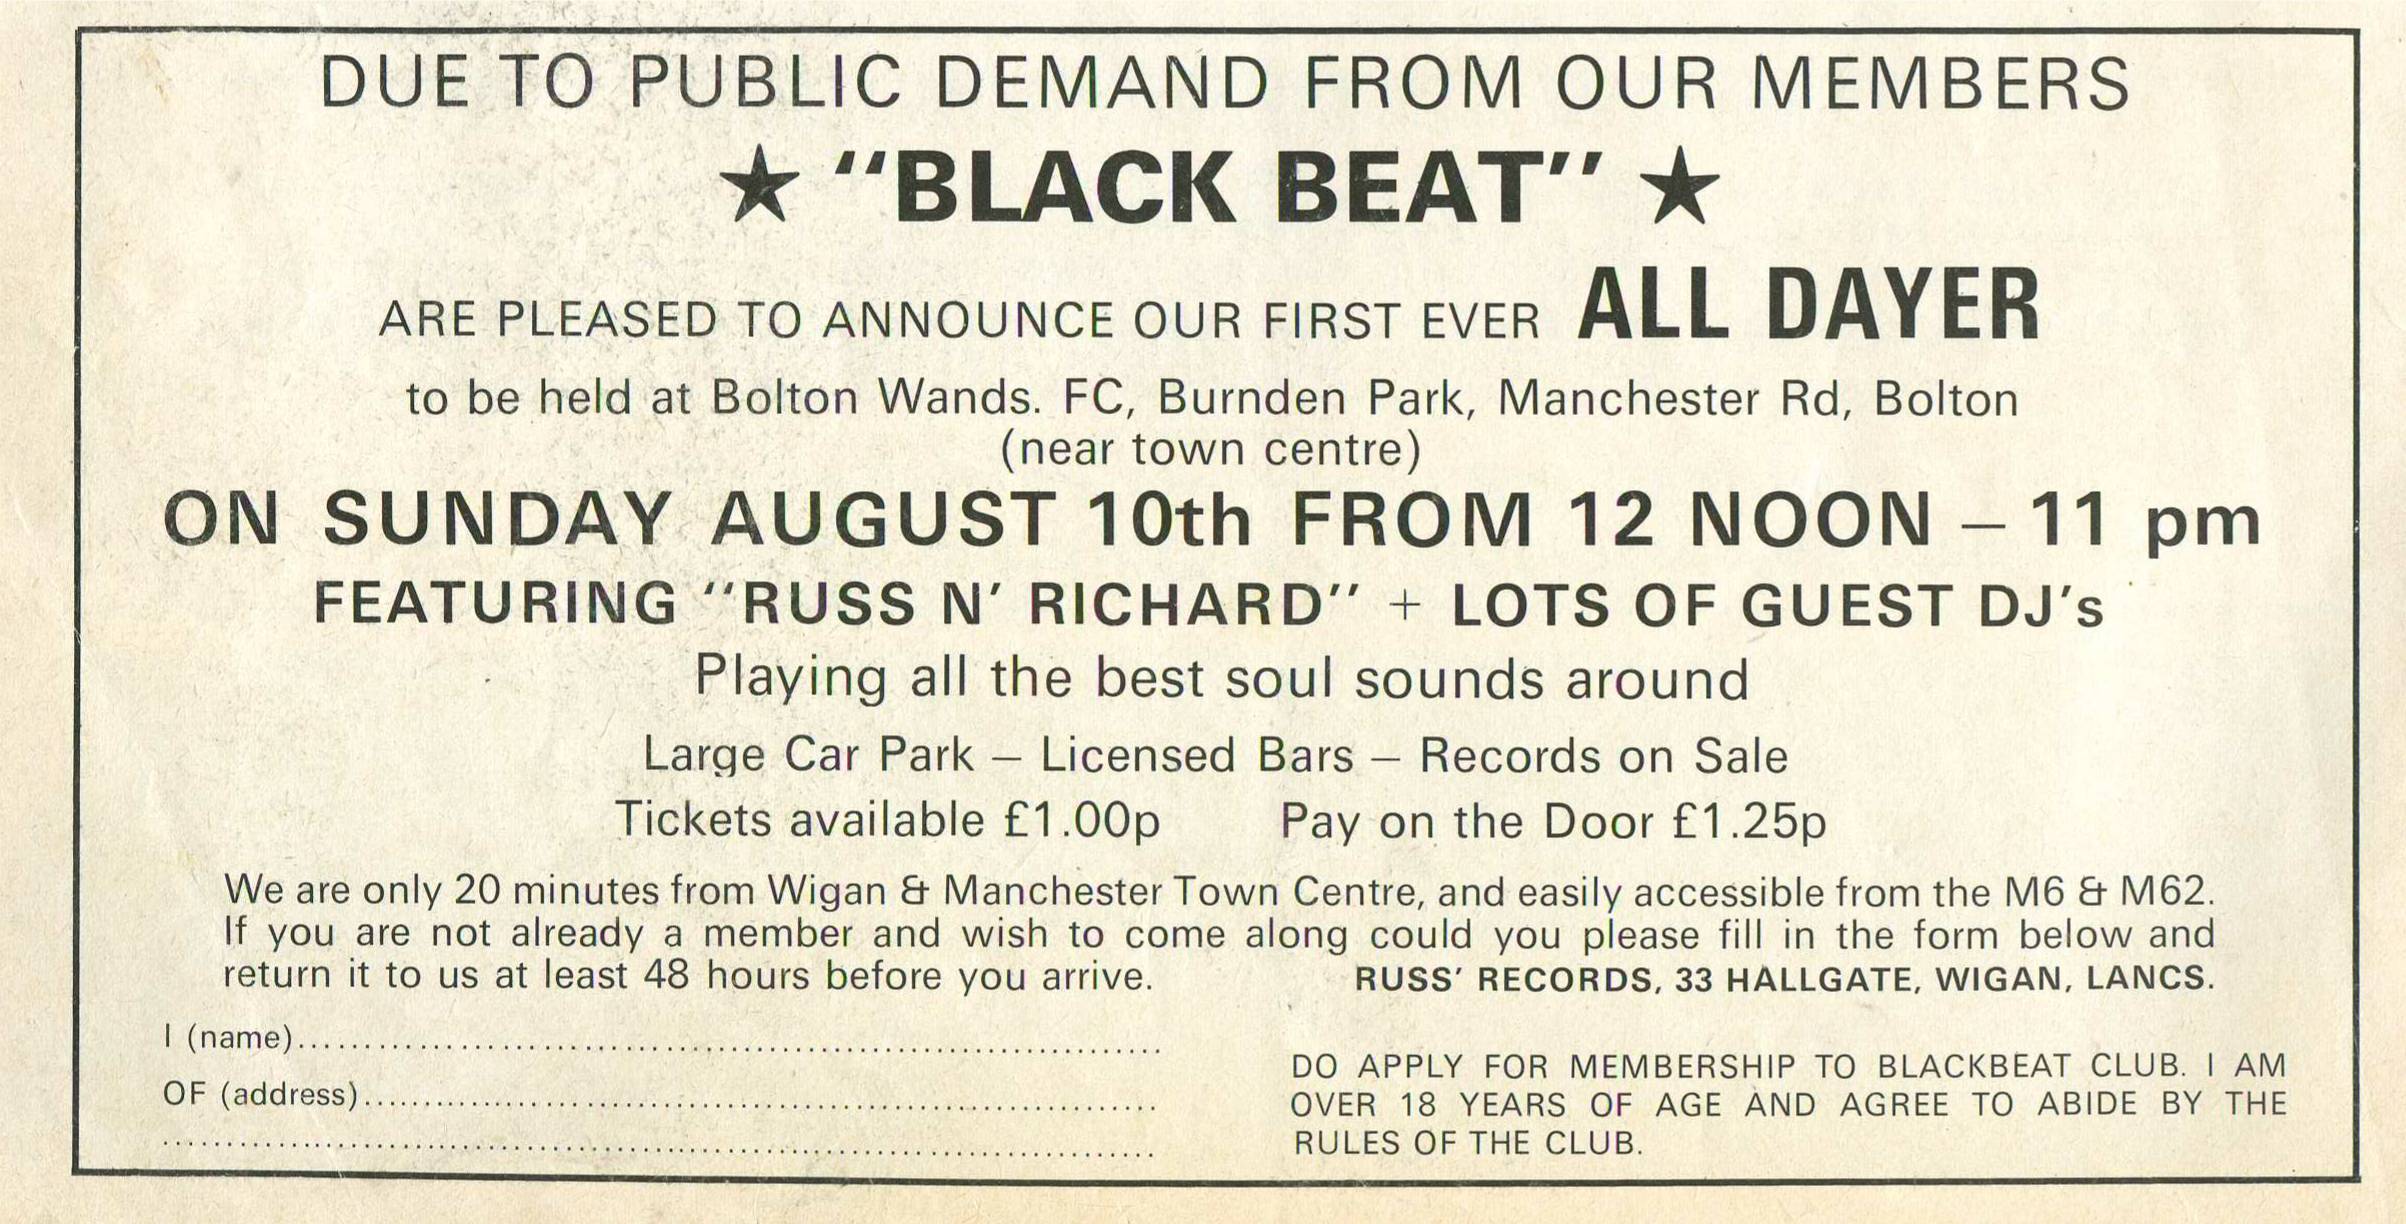 DUE TO PUBLIC DEMAND FROM OUR MEMBERS
★ "BLACK BEAT" ★
ARE PLEASED TO ANNOUNCE OUR FIRST EVER ALL DAYER
to be held at Bolton Wands. FC, Burnden Park, Manchester Rd, Bolton
(near town centre)
ON SUNDAY AUGUST 10th FROM 12 NOON – 11 pm
FEATURING "RUSS N' RICHARD" + LOTS OF GUEST DJ's
Playing all the best soul sounds around
Large Car Park – Licensed Bars – Records on Sale
Tickets available £1.00p Pay on the Door £1.25p
We are only 20 minutes from Wigan & Manchester Town Centre, and easily accessible from the M6 & M62.
If you are not already a member and wish to come along could you please fill in the form below and
return it to us at least 48 hours before you arrive. RUSS' RECORDS, 33 HALLGATE, WIGAN, LANCS.
I (name)..........
OF (address)..........
DO APPLY FOR MEMBERSHIP TO BLACKBEAT CLUB. I AM
OVER 18 YEARS OF AGE AND AGREE TO ABIDE BY THE
RULES OF THE CLUB.